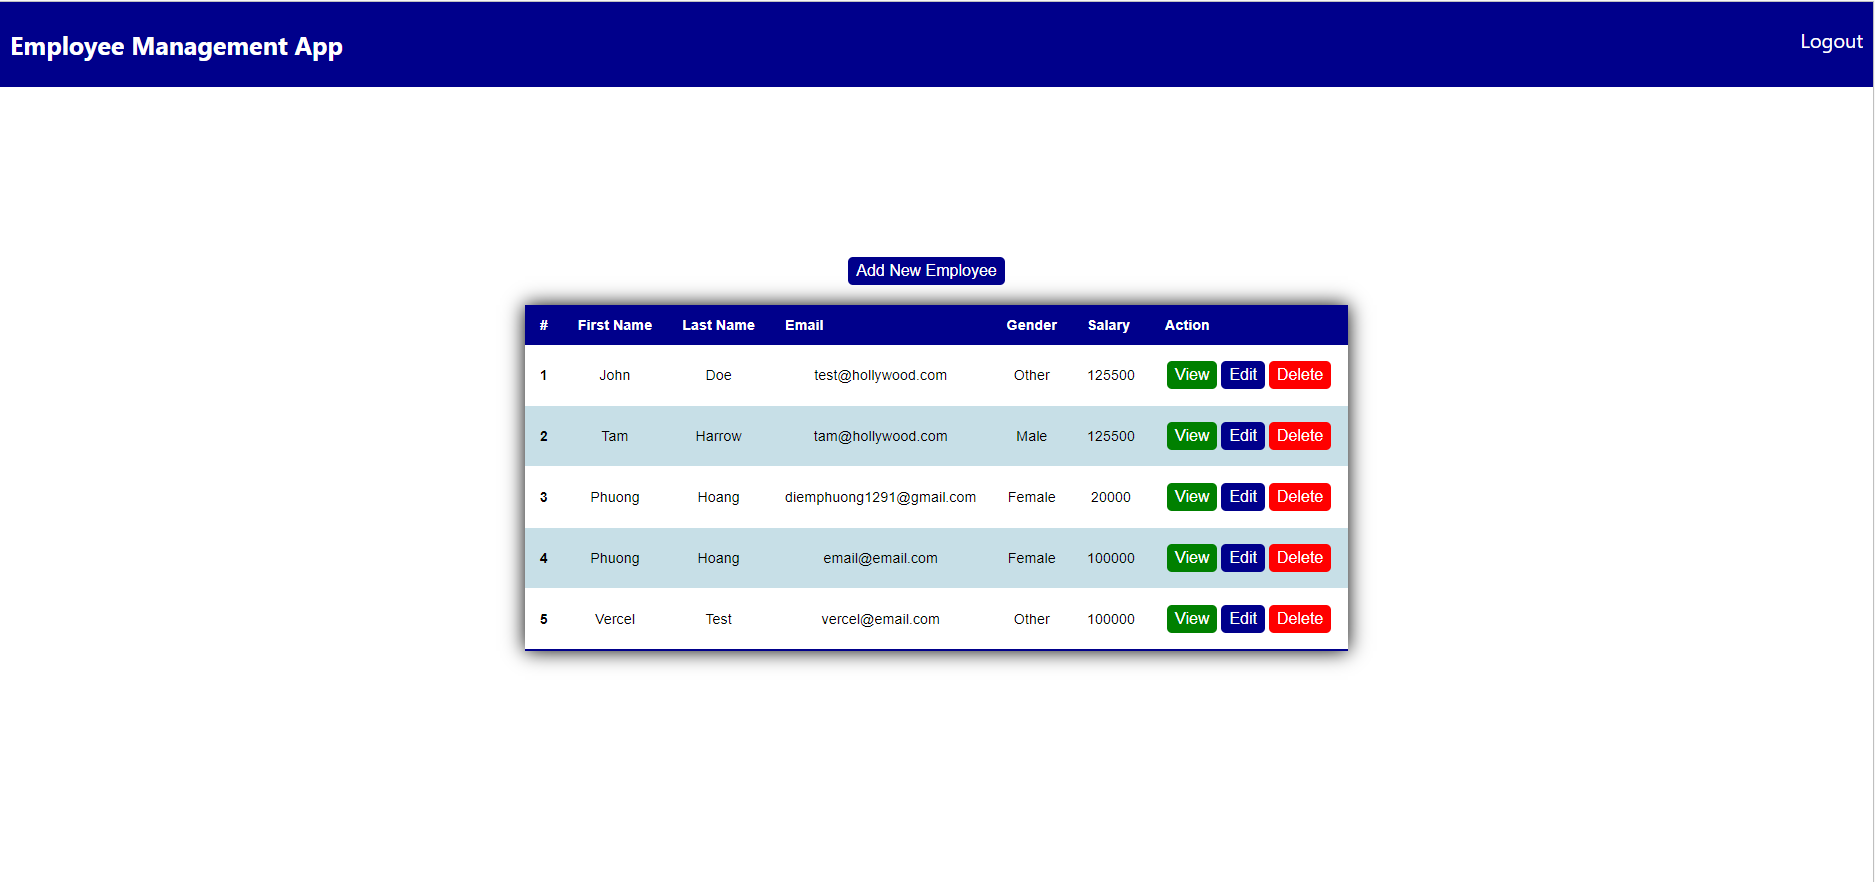 Employee Management App Logout
Add New Employee
# First Name Last Name Email Gender Salary Action
1 John Doe test@hollywood.com Other 125500 View Edit Delete
2 Tam Harrow tam@hollywood.com Male 125500 View Edit Delete
3 Phuong Hoang diemphuong1291@gmail.com Female 20000 View Edit Delete
4 Phuong Hoang email@email.com Female 100000 View Edit Delete
5 Vercel Test vercel@email.com Other 100000 View Edit Delete